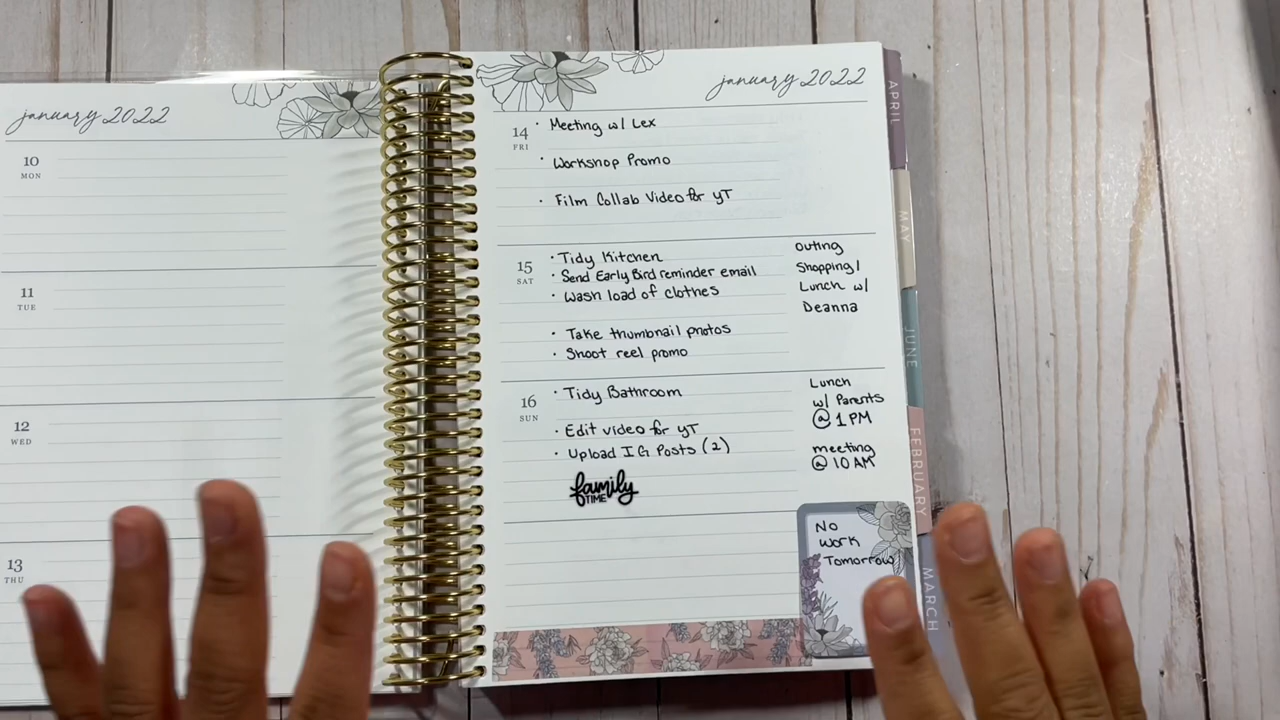 january 2022
10
MON
11
TUE
12
WED
13
THU
january 2022
14
FRI
• Meeting w/ Lex
• Workshop Promo
• Film Collab Video for YT
15
SAT
• Tidy Kitchen
• Send Early Bird reminder email
• Wash load of clothes
• Take thumbnail photos
• Shoot reel promo
outing
Shopping/
Lunch w/
Deanna
16
SUN
• Tidy Bathroom
• Edit video for YT
• Upload IG Posts (2)
family
TIME
Lunch
w/ Parents
@ 1 PM
meeting
@ 10 AM
No
Work
Tomorrow
APRIL
MAY
JUNE
FEBRUARY
MARCH